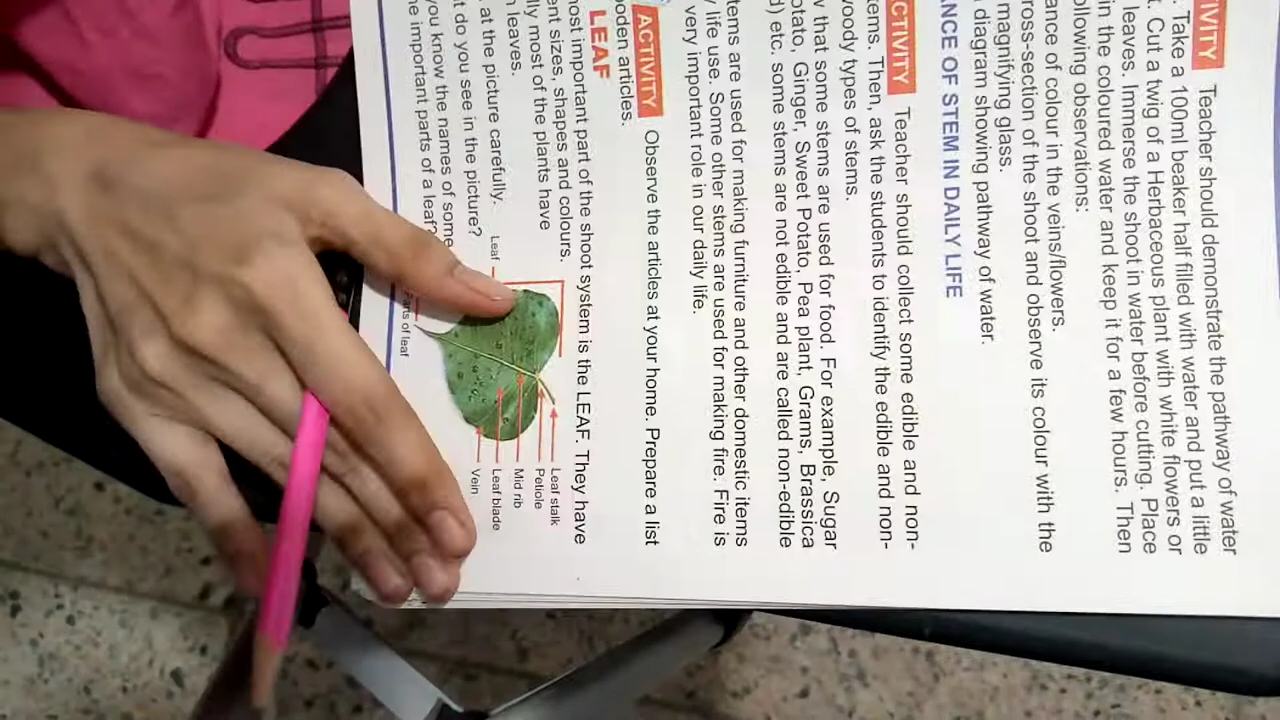 IVITY Teacher should demonstrate the pathway of water
. Take a 100ml beaker half filled with water and put a little
t. Cut a twig of a Herbaceous plant with white flowers or
leaves. Immerse the shoot in water before cutting. Place
in the coloured water and keep it for a few hours. Then
ollowing observations:
ance of colour in the veins/flowers.
ross-section of the shoot and observe its colour with the
magnifying glass.
diagram showing pathway of water.
NCE OF STEM IN DAILY LIFE
CTIVITY Teacher should collect some edible and non-
tems. Then, ask the students to identify the edible and non-
woody types of stems.
w that some stems are used for food. For example, Sugar
otato, Ginger, Sweet Potato, Pea plant, Grams, Brassica
d) etc. some stems are not edible and are called non-edible
tems are used for making furniture and other domestic items
y life use. Some other stems are used for making fire. Fire is
very important role in our daily life.
ACTIVITY Observe the articles at your home. Prepare a list
oden articles.
LEAF
most important part of the shoot system is the LEAF. They have
ent sizes, shapes and colours.
lly most of the plants have
n leaves.
at the picture carefully.
t do you see in the picture?
you know the names of some
he important parts of a leaf?
Leaf
Leaf stalk
Petiole
Mid rib
Leaf blade
Vein
Parts of leaf